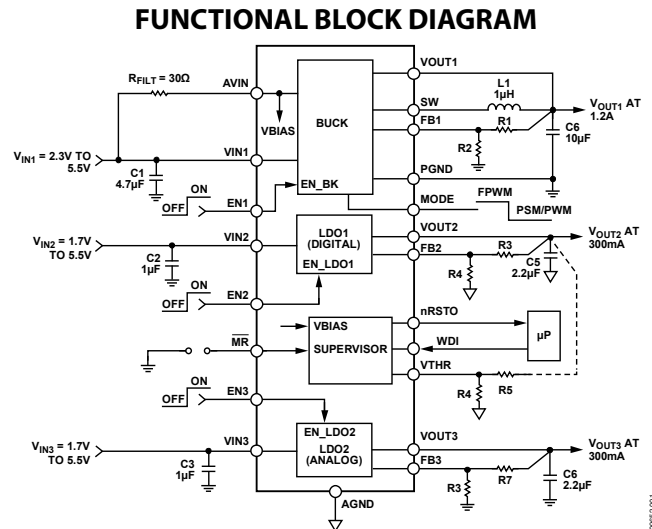 FUNCTIONAL BLOCK DIAGRAM
VOUT1
RFILT = 30Ω
AVIN
L1
1µH
SW
VOUT1 AT
1.2A
VBIAS
BUCK
FB1
R1
C6
10µF
R2
VIN1 = 2.3V TO
5.5V
VIN1
C1
4.7µF
PGND
EN_BK
ON
OFF
EN1
MODE
FPWM
PSM/PWM
VIN2 = 1.7V
TO 5.5V
VIN2
LDO1
(DIGITAL)
EN_LDO1
VOUT2
VOUT2 AT
300mA
C2
1µF
FB2
R3
C5
2.2µF
R4
ON
OFF
EN2
nRSTO
VBIAS
SUPERVISOR
MR
WDI
µP
VTHR
R5
R4
ON
OFF
EN3
EN_LDO2
LDO2
(ANALOG)
VIN3 = 1.7V
TO 5.5V
VIN3
VOUT3
VOUT3 AT
300mA
C3
1µF
FB3
R7
C6
2.2µF
R3
AGND